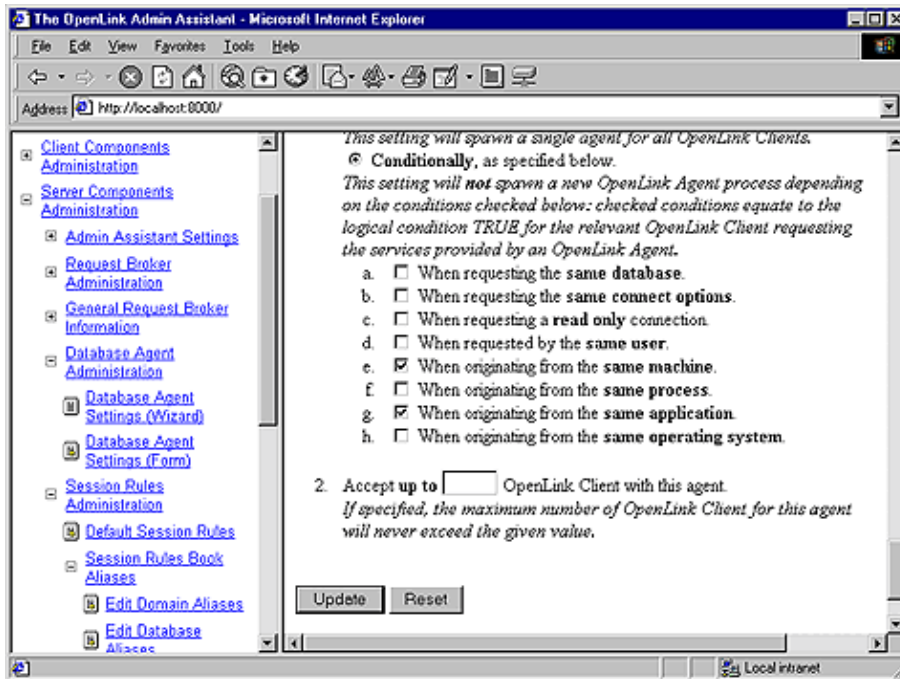 The OpenLink Admin Assistant - Microsoft Internet Explorer
File Edit View Favorites Tools Help
Address http://localhost:8000/
Client Components
Administration
Server Components
Administration
Admin Assistant Settings
Request Broker
Administration
General Request Broker
Information
Database Agent
Administration
Database Agent
Settings (Wizard)
Database Agent
Settings (Form)
Session Rules
Administration
Default Session Rules
Session Rules Book
Aliases
Edit Domain Aliases
Edit Database
Aliases
This setting will spawn a single agent for all OpenLink Clients.
Conditionally, as specified below.
This setting will not spawn a new OpenLink Agent process depending
on the conditions checked below: checked conditions equate to the
logical condition TRUE for the relevant OpenLink Client requesting
the services provided by an OpenLink Agent.
a. When requesting the same database.
b. When requesting the same connect options.
c. When requesting a read only connection.
d. When requested by the same user.
e. When originating from the same machine.
f. When originating from the same process.
g. When originating from the same application.
h. When originating from the same operating system.
2. Accept up to OpenLink Client with this agent.
If specified, the maximum number of OpenLink Client for this agent
will never exceed the given value.
Update Reset
Local intranet